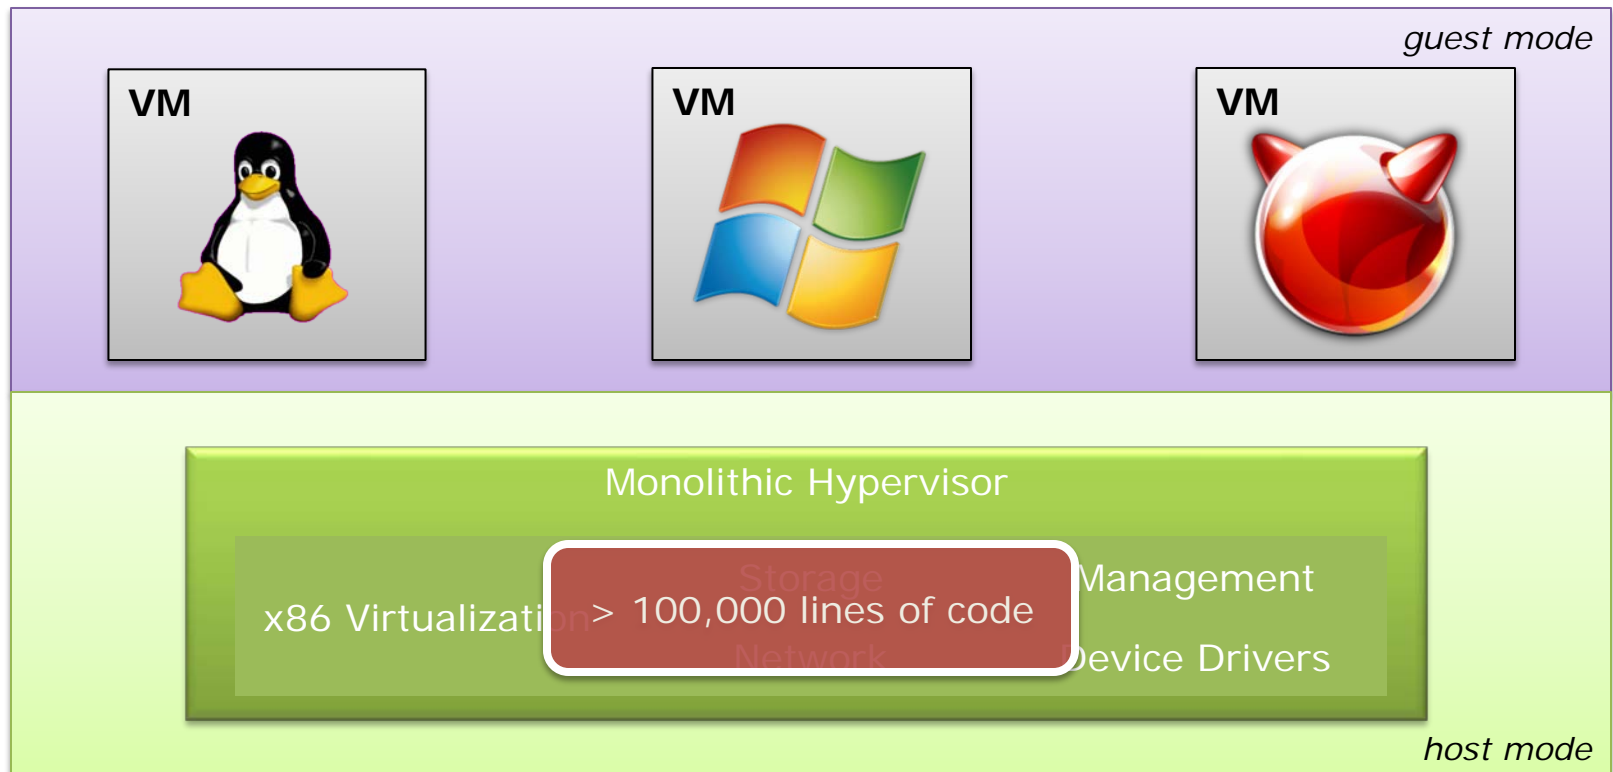 guest mode
VM
VM
VM
Monolithic Hypervisor
x86 Virtualization
Storage
Network
> 100,000 lines of code
Management
Device Drivers
host mode